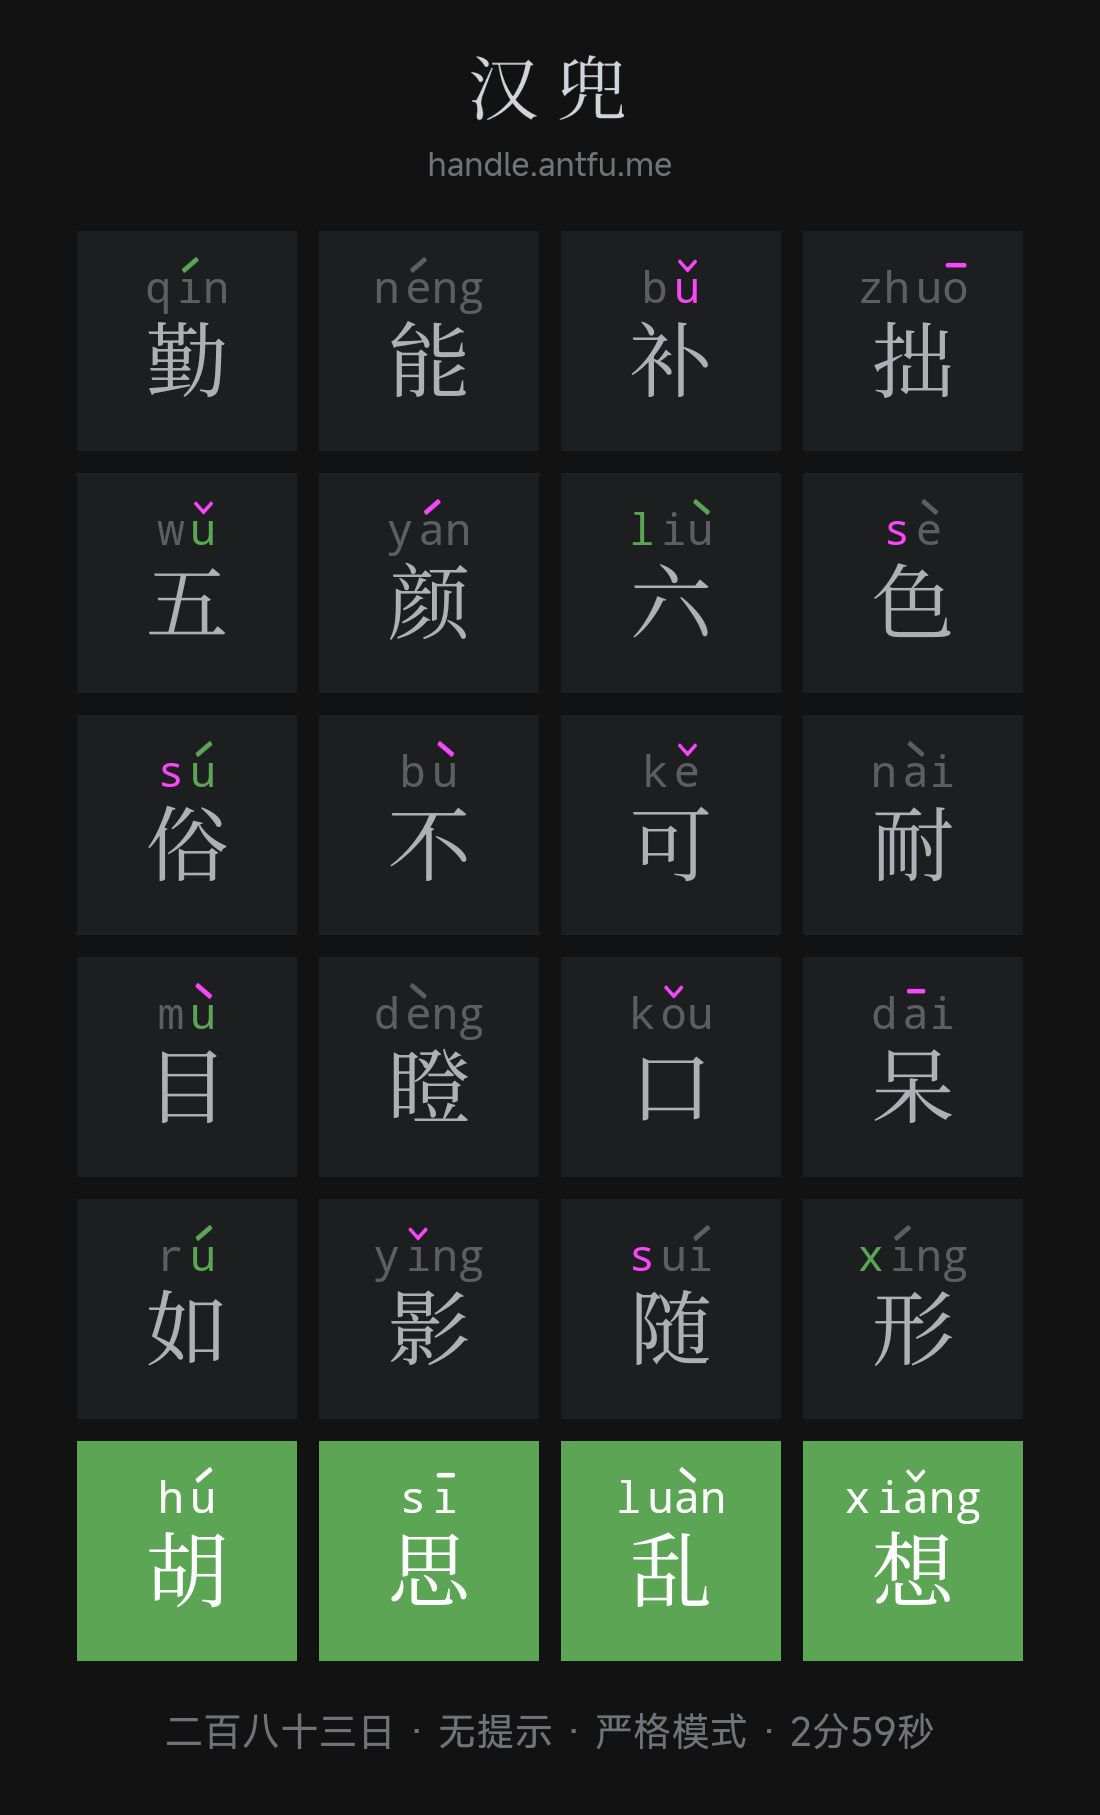 汉兜
handle.antfu.me
qín néng bǔ zhuō
勤 能 补 拙
wǔ yán liù sè
五 颜 六 色
sú bù kě nài
俗 不 可 耐
mù dèng kǒu dāi
目 瞪 口 呆
rú yǐng suí xíng
如 影 随 形
hú sī luàn xiǎng
胡 思 乱 想
二百八十三日 · 无提示 · 严格模式 · 2分59秒